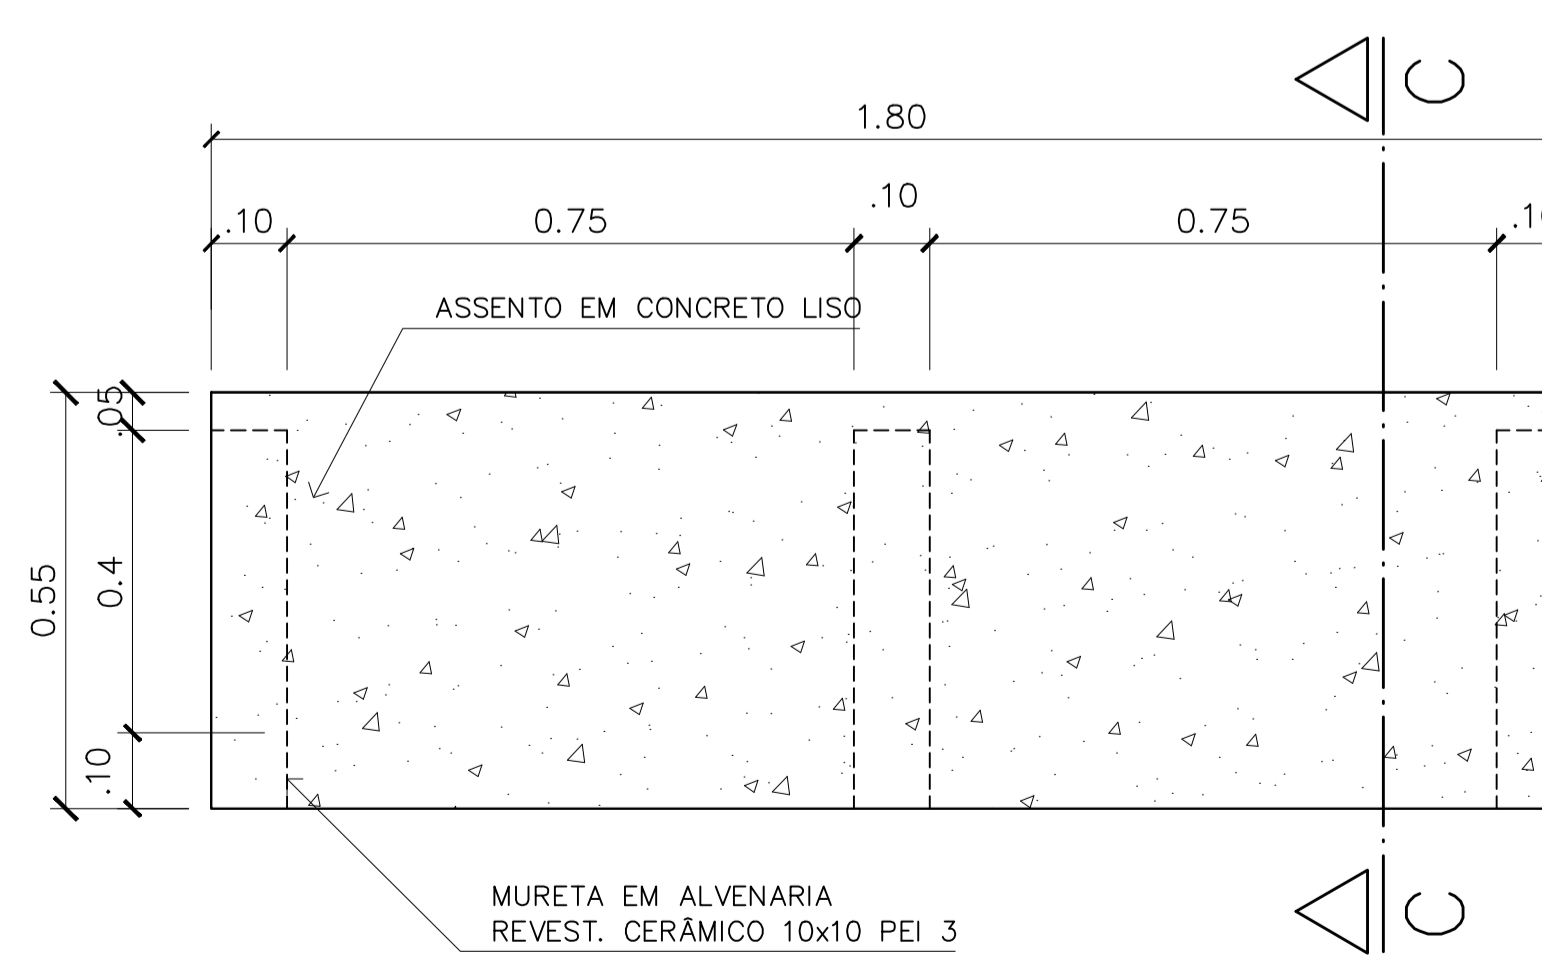 C
1.80
.10
.10
0.75
0.75
.10
ASSENTO EM CONCRETO LISO
.05
0.4
0.55
.10
MURETA EM ALVENARIA
REVEST. CERÂMICO 10x10 PEI 3
C